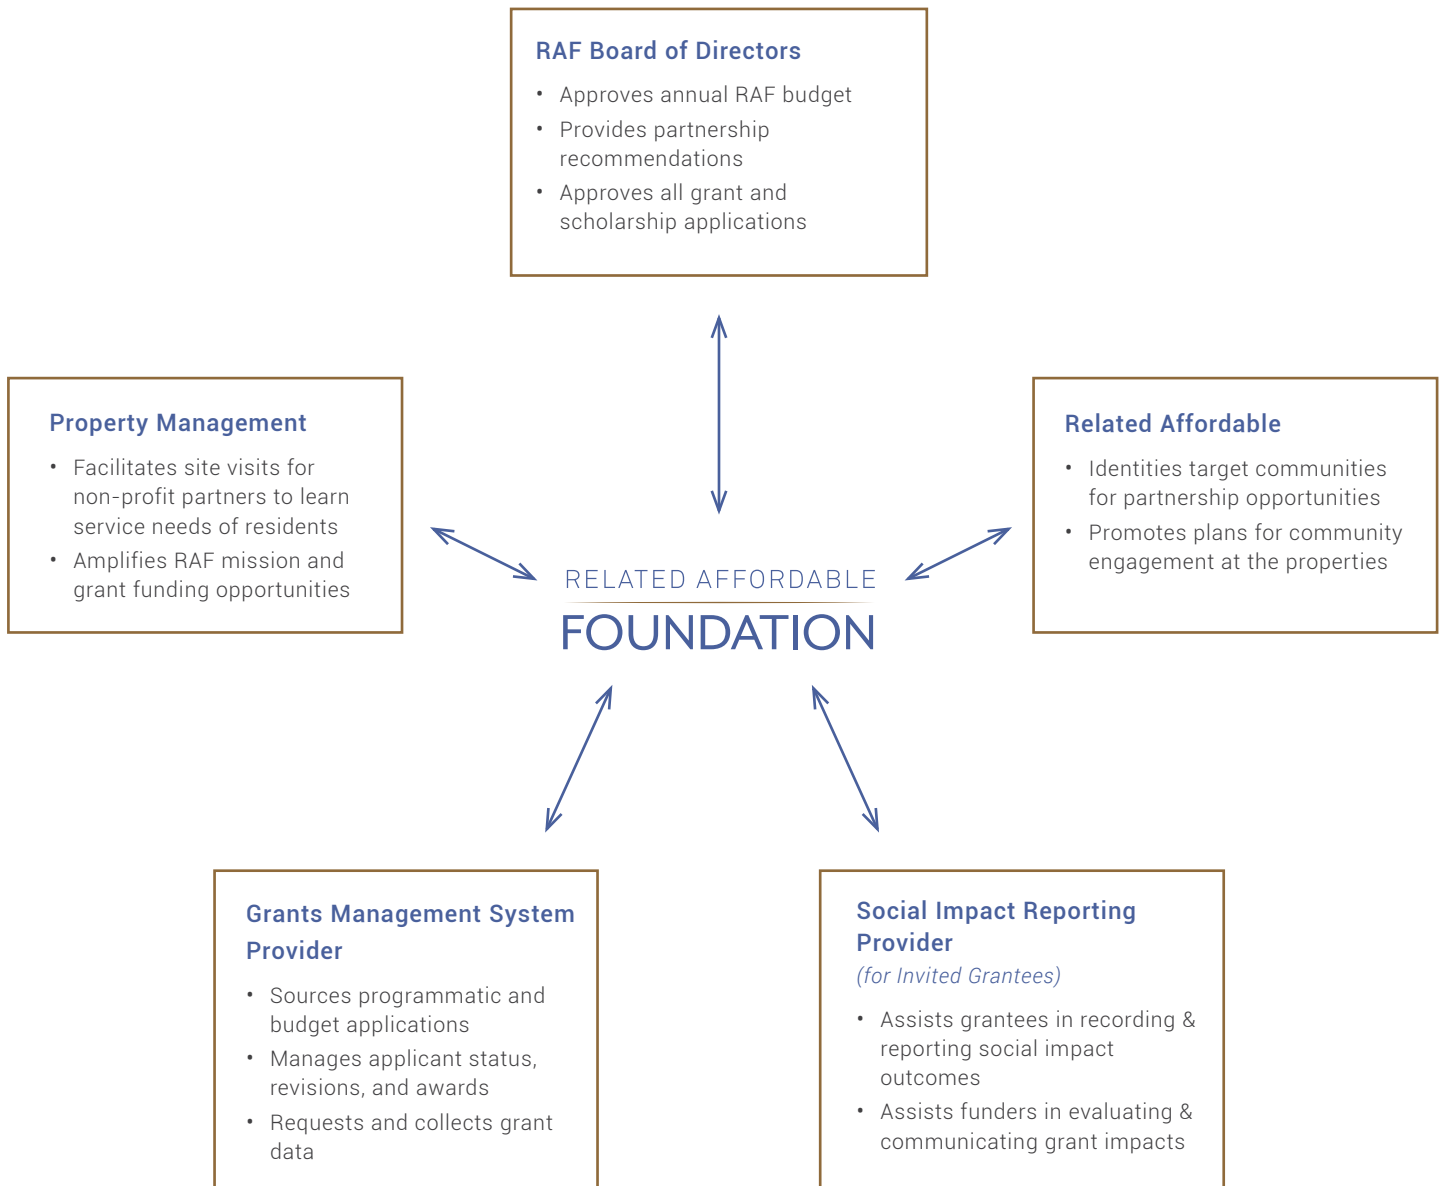 RAF Board of Directors
• Approves annual RAF budget
• Provides partnership
recommendations
• Approves all grant and
scholarship applications
Property Management
• Facilitates site visits for
non-profit partners to learn
service needs of residents
• Amplifies RAF mission and
grant funding opportunities
RELATED AFFORDABLE
FOUNDATION
Related Affordable
• Identities target communities
for partnership opportunities
• Promotes plans for community
engagement at the properties
Grants Management System
Provider
• Sources programmatic and
budget applications
• Manages applicant status,
revisions, and awards
• Requests and collects grant
data
Social Impact Reporting
Provider
(for Invited Grantees)
• Assists grantees in recording &
reporting social impact
outcomes
• Assists funders in evaluating &
communicating grant impacts